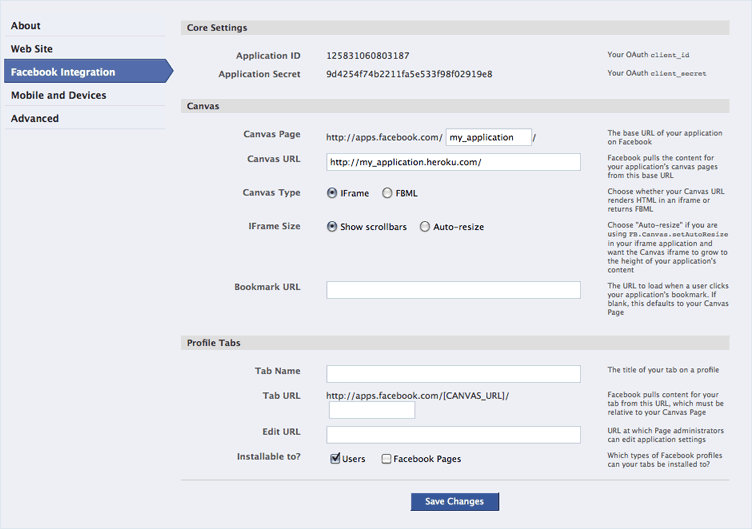 About
Web Site
Facebook Integration
Mobile and Devices
Advanced
Core Settings
Application ID 125831060803187 Your OAuth client_id
Application Secret 9d4254f74b2211fa5e533f98f02919e8 Your OAuth client_secret
Canvas
Canvas Page http://apps.facebook.com/ my_application / The base URL of your application
on Facebook
Canvas URL http://my_application.heroku.com/ Facebook pulls the content for
your application's canvas pages
from this base URL
Canvas Type IFrame FBML Choose whether your Canvas URL
renders HTML in an iframe or
returns FBML
IFrame Size Show scrollbars Auto-resize Choose "Auto-resize" if you are
using FB.Canvas.setAutoResize
in your iframe application and
want the Canvas iframe to grow to
the height of your application's
content
Bookmark URL The URL to load when a user clicks
your application's bookmark. If
blank, this defaults to your Canvas
Page
Profile Tabs
Tab Name The title of your tab on a profile
Tab URL http://apps.facebook.com/[CANVAS_URL]/ Facebook pulls content for your
tab from this URL, which must be
relative to your Canvas Page
Edit URL URL at which Page administrators
can edit application settings
Installable to? Users Facebook Pages Which types of Facebook profiles
can your tabs be installed to?
Save Changes